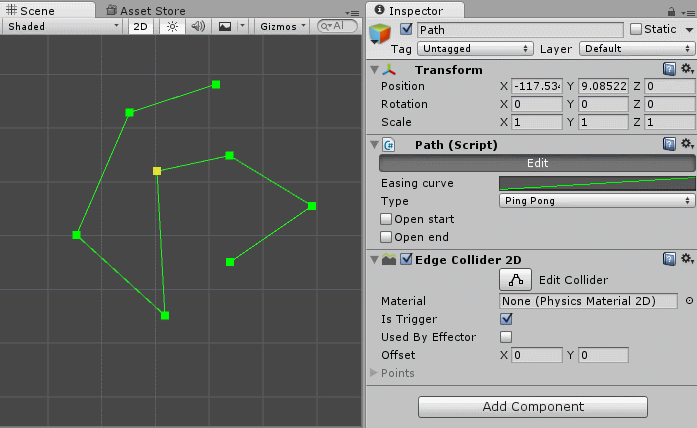 Scene
Asset Store
Shaded
2D
Gizmos
All
Inspector
Path
Static
Tag
Untagged
Layer
Default
Transform
Position X -117.534 Y 9.08522 Z 0
Rotation X 0 Y 0 Z 0
Scale X 1 Y 1 Z 1
Path (Script)
Edit
Easing curve
Type Ping Pong
Open start
Open end
Edge Collider 2D
Edit Collider
Material None (Physics Material 2D)
Is Trigger
Used By Effector
Offset X 0 Y 0
Points
Add Component